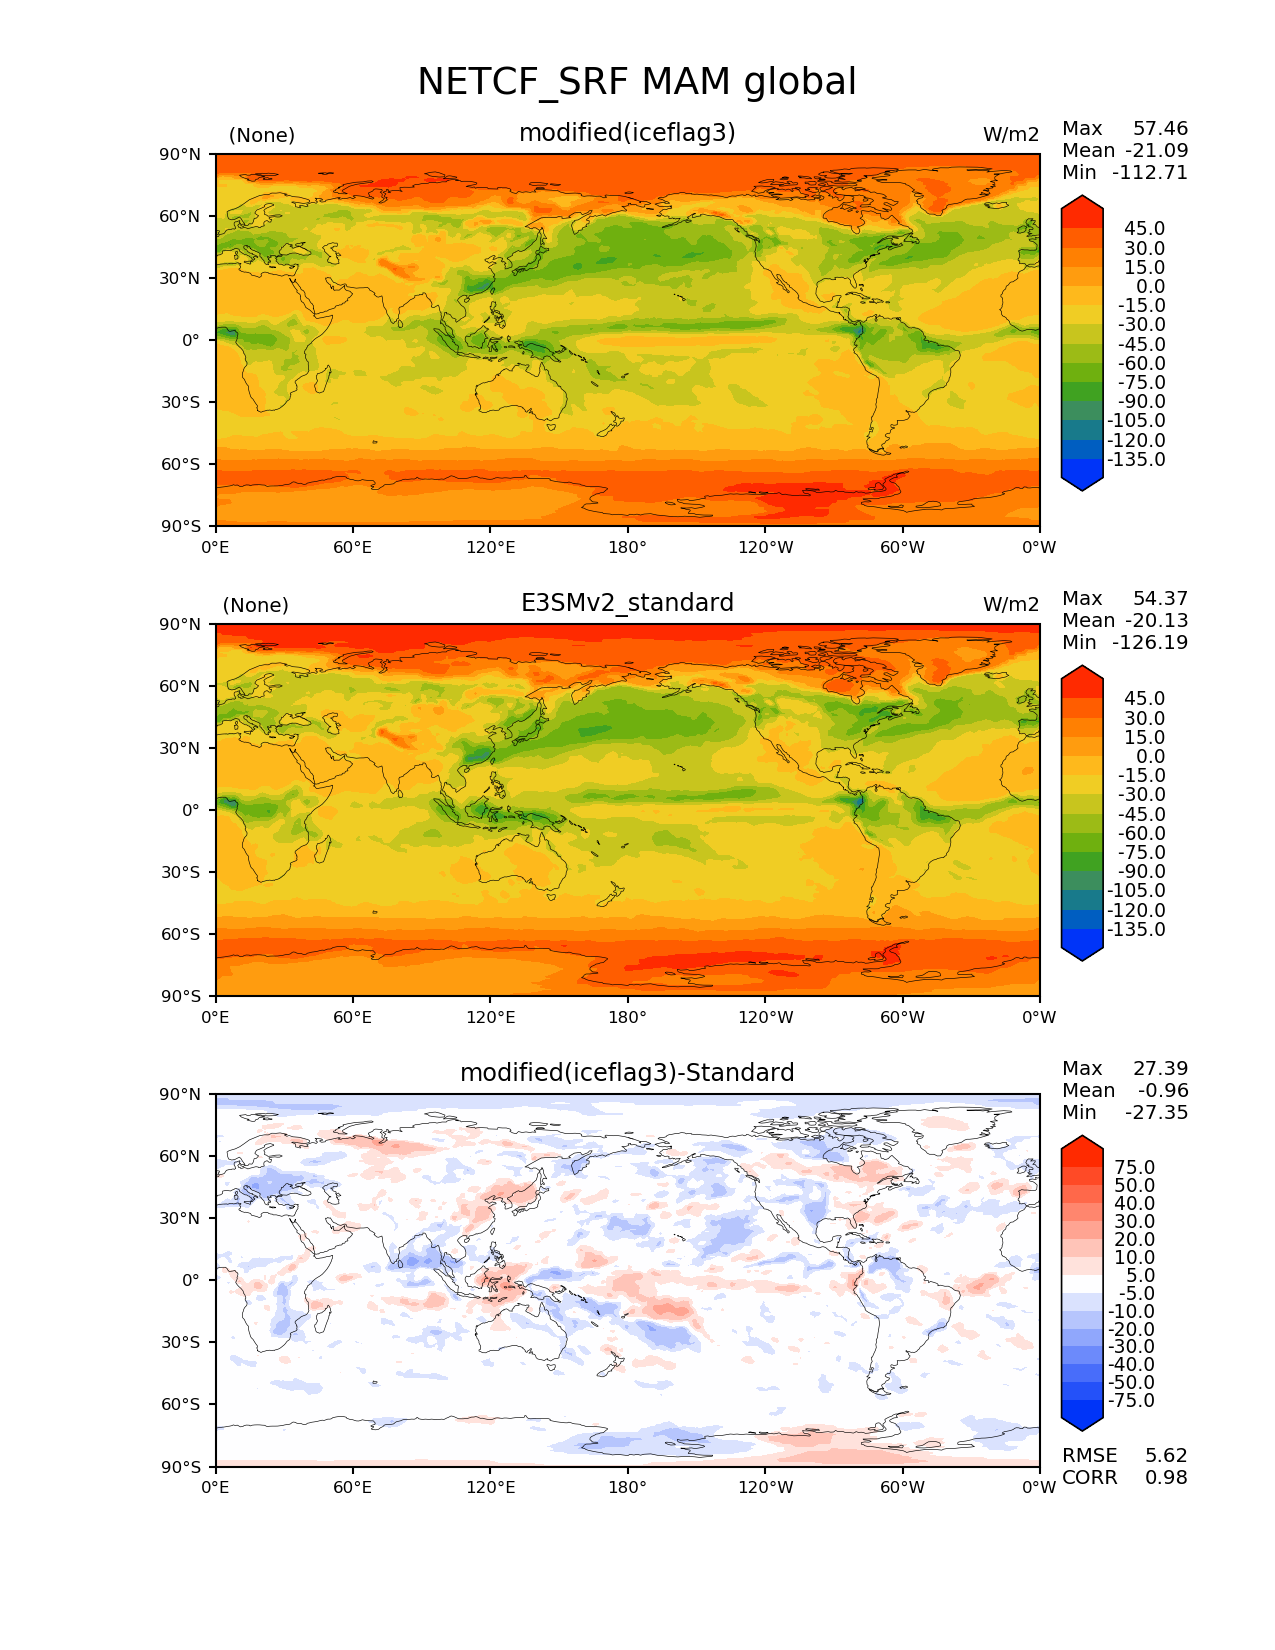 NETCF_SRF MAM global
(None) modified(iceflag3) W/m2
Max 57.46
Mean -21.09
Min -112.71
90°N
60°N
30°N
0°
30°S
60°S
90°S
0°E 60°E 120°E 180° 120°W 60°W 0°W
45.0
30.0
15.0
0.0
-15.0
-30.0
-45.0
-60.0
-75.0
-90.0
-105.0
-120.0
-135.0
(None) E3SMv2_standard W/m2
Max 54.37
Mean -20.13
Min -126.19
90°N
60°N
30°N
0°
30°S
60°S
90°S
0°E 60°E 120°E 180° 120°W 60°W 0°W
45.0
30.0
15.0
0.0
-15.0
-30.0
-45.0
-60.0
-75.0
-90.0
-105.0
-120.0
-135.0
modified(iceflag3)-Standard
Max 27.39
Mean -0.96
Min -27.35
90°N
60°N
30°N
0°
30°S
60°S
90°S
0°E 60°E 120°E 180° 120°W 60°W 0°W
75.0
50.0
40.0
30.0
20.0
10.0
5.0
-5.0
-10.0
-20.0
-30.0
-40.0
-50.0
-75.0
RMSE 5.62
CORR 0.98